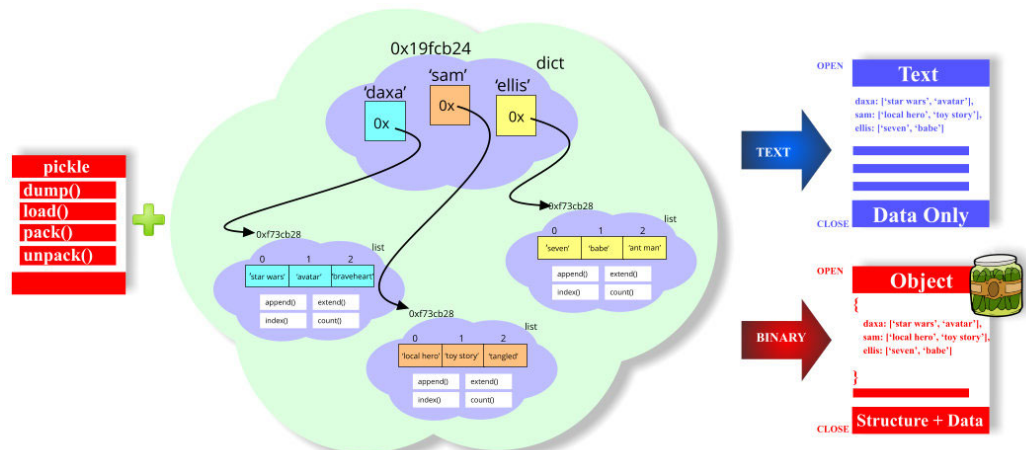 pickle
dump()
load()
pack()
unpack()
0x19fcb24
dict
‘daxa’
‘sam’
‘ellis’
0x
0x
0x
0xf73cb28
list
0 1 2
‘star wars’ ‘avatar’ ‘braveheart’
append() extend()
index() count()
0xf73cb28
list
0 1 2
‘local hero’ ‘toy story’ ‘tangled’
append() extend()
index() count()
0xf73cb28
list
0 1 2
‘seven’ ‘babe’ ‘ant man’
append() extend()
index() count()
TEXT
OPEN
Text
daxa: [‘star wars’, ‘avatar’],
sam: [‘local hero’, ‘toy story’],
ellis: [‘seven’, ‘babe’]
CLOSE
Data Only
BINARY
OPEN
Object
{
daxa: [‘star wars’, ‘avatar’],
sam: [‘local hero’, ‘toy story’],
ellis: [‘seven’, ‘babe’]
}
CLOSE
Structure + Data